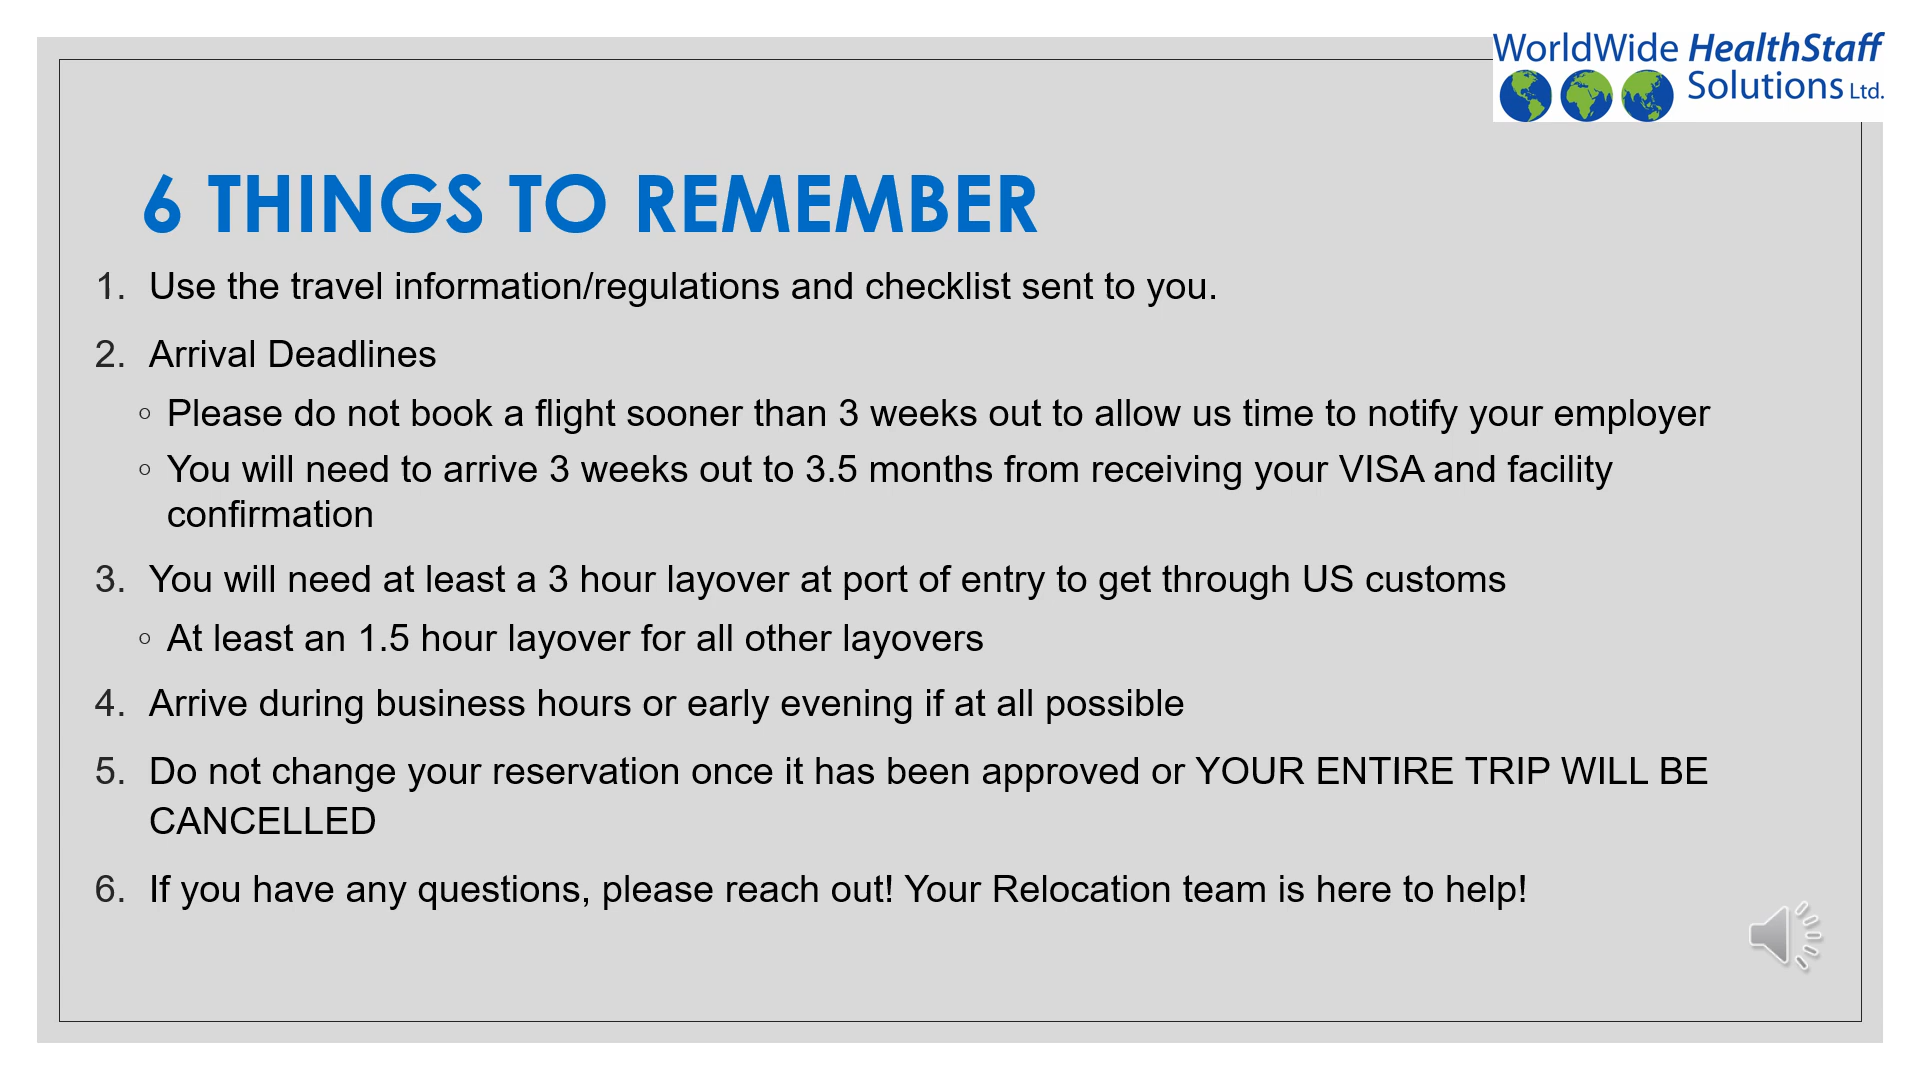 WorldWide HealthStaff
Solutions Ltd.
6 THINGS TO REMEMBER
1. Use the travel information/regulations and checklist sent to you.
2. Arrival Deadlines
◦ Please do not book a flight sooner than 3 weeks out to allow us time to notify your employer
◦ You will need to arrive 3 weeks out to 3.5 months from receiving your VISA and facility
confirmation
3. You will need at least a 3 hour layover at port of entry to get through US customs
◦ At least an 1.5 hour layover for all other layovers
4. Arrive during business hours or early evening if at all possible
5. Do not change your reservation once it has been approved or YOUR ENTIRE TRIP WILL BE
CANCELLED
6. If you have any questions, please reach out! Your Relocation team is here to help!